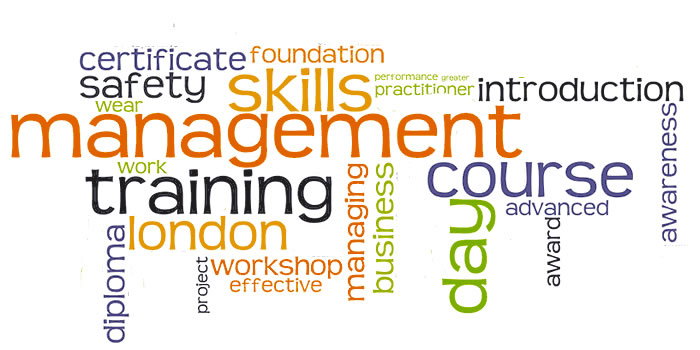 certificate
foundation
safety
skills
performance
greater
practitioner
introduction
wear
management
awareness
work
training
managing
business
course
advanced
london
day
award
diploma
project
workshop
effective